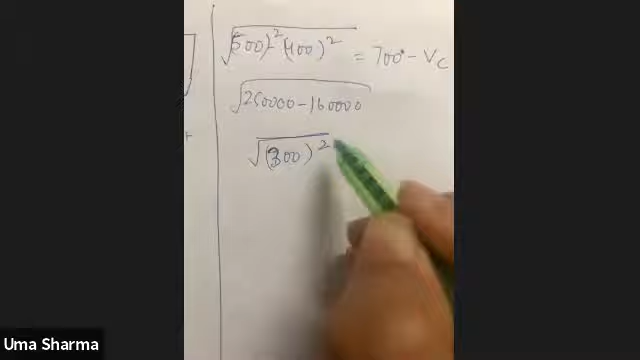 √(500)² - (400)² = 700 - Vc
√250000 - 160000
√(300)²
Uma Sharma